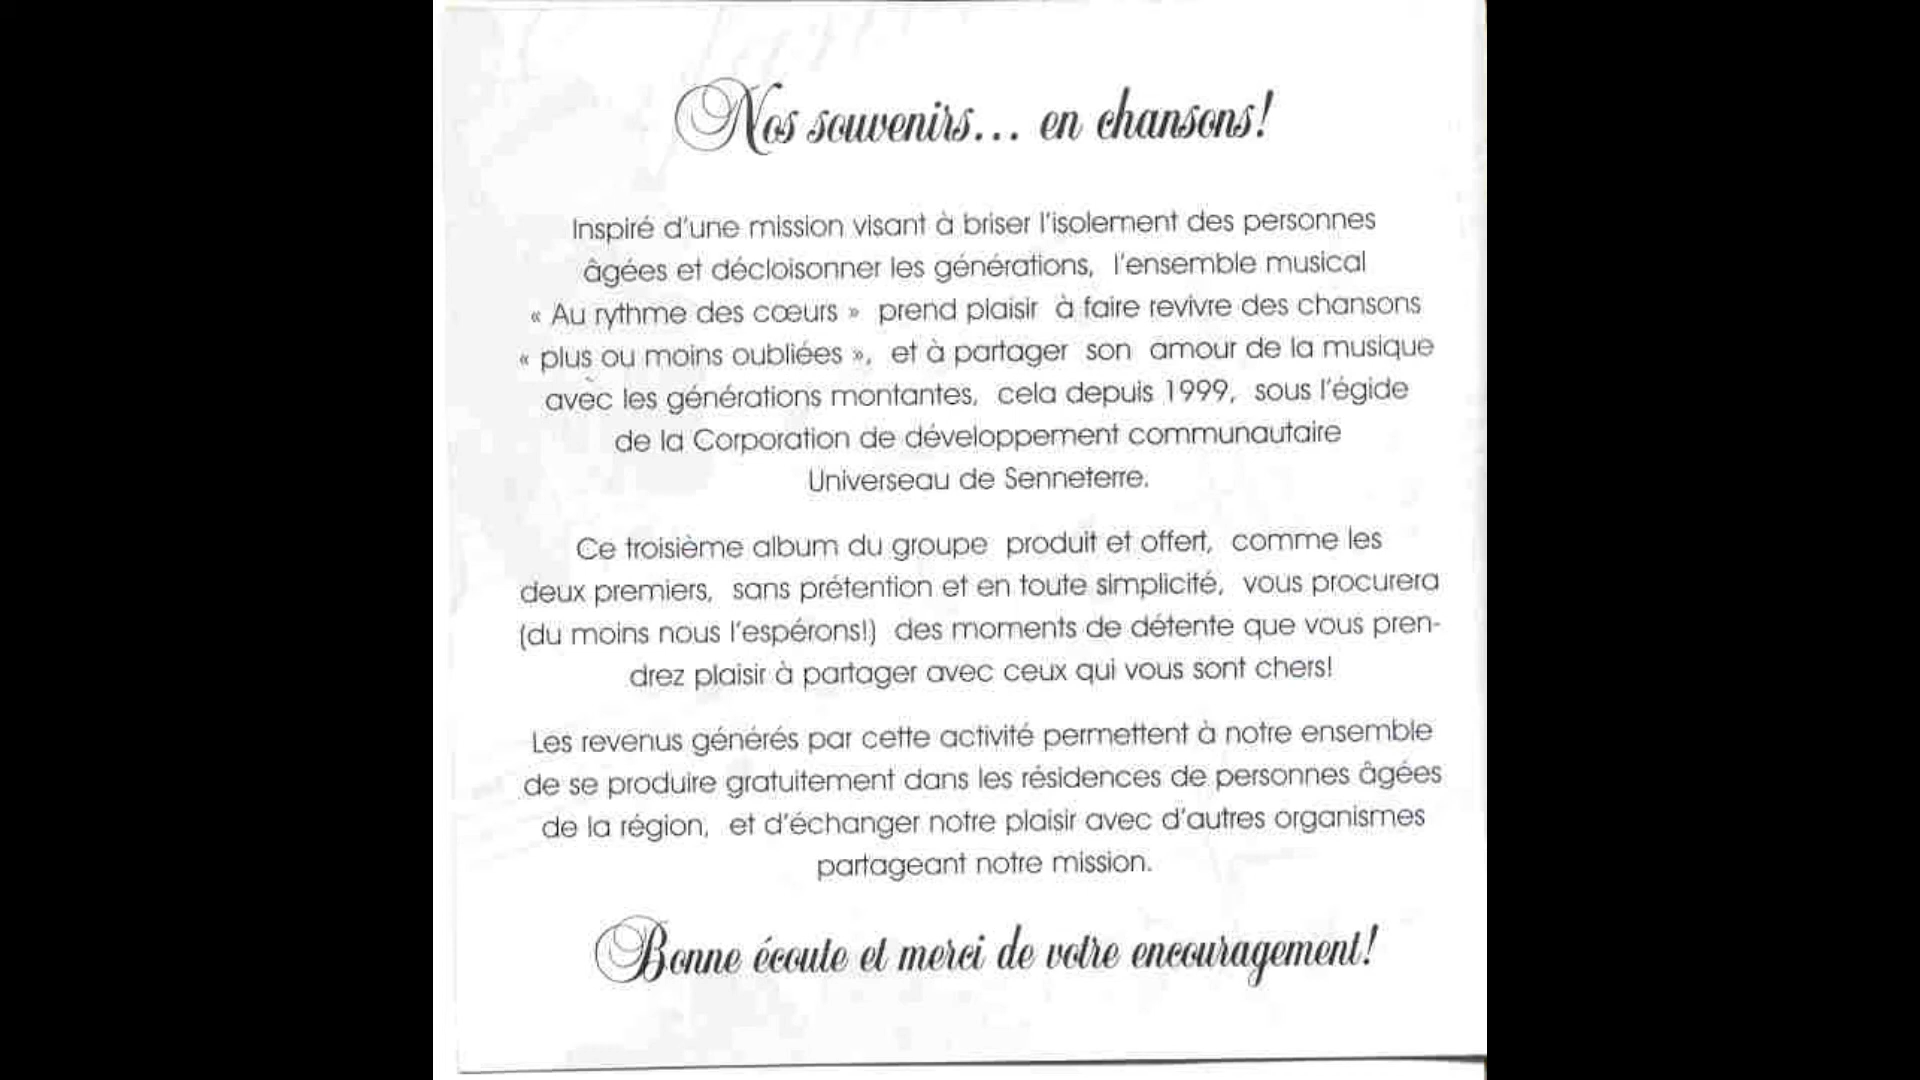 Nos souvenirs... en chansons!
Inspiré d'une mission visant à briser l'isolement des personnes
âgées et décloisonner les générations, l'ensemble musical
« Au rythme des cœurs » prend plaisir à faire revivre des chansons
« plus ou moins oubliées », et à partager son amour de la musique
avec les générations montantes, cela depuis 1999, sous l'égide
de la Corporation de développement communautaire
Universeau de Senneterre.
Ce troisième album du groupe produit et offert, comme les
deux premiers, sans prétention et en toute simplicité, vous procurera
(du moins nous l'espérons!) des moments de détente que vous pren-
drez plaisir à partager avec ceux qui vous sont chers!
Les revenus générés par cette activité permettent à notre ensemble
de se produire gratuitement dans les résidences de personnes âgées
de la région, et d'échanger notre plaisir avec d'autres organismes
partageant notre mission.
Bonne écoute et merci de votre encouragement!